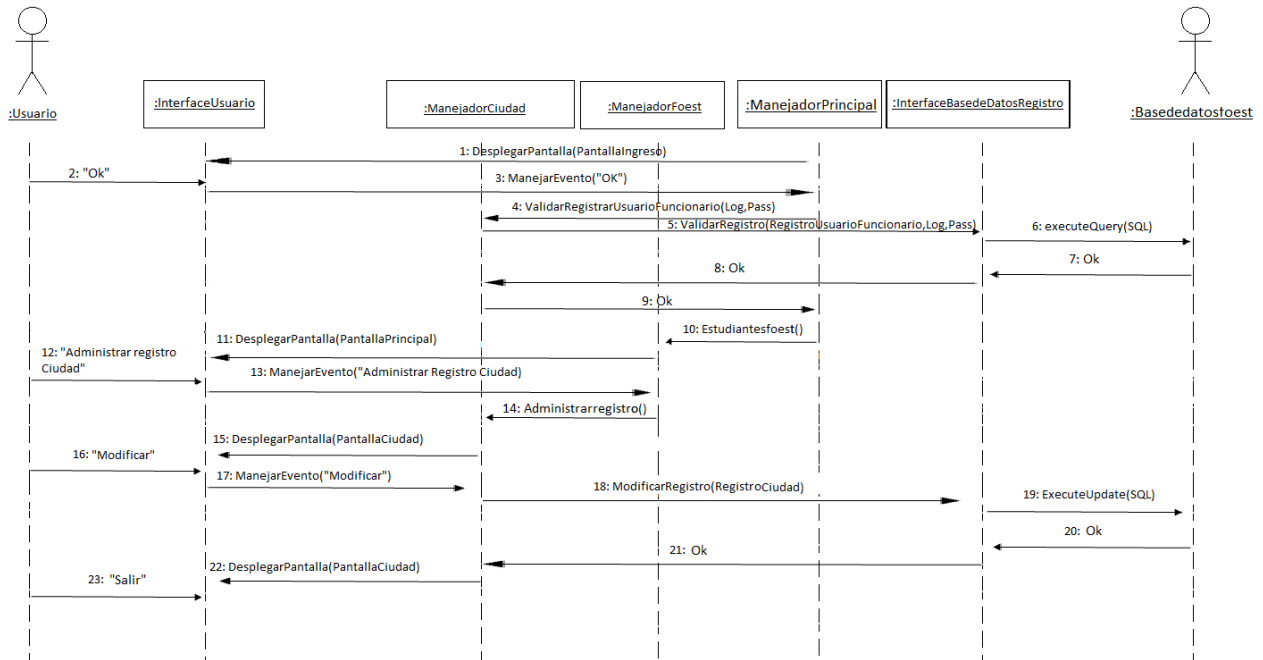 :Usuario
:InterfaceUsuario
:ManejadorCiudad
:ManejadorFoest
:ManejadorPrincipal
:InterfaceBasedeDatosRegistro
:Basededatosfoest
1: DesplegarPantalla(PantallaIngreso)
2: "Ok"
3: ManejarEvento("OK")
4: ValidarRegistrarUsuarioFuncionario(Log,Pass)
5: ValidarRegistro(RegistroUsuarioFuncionario,Log,Pass)
6: executeQuery(SQL)
7: Ok
8: Ok
9: Ok
10: Estudiantesfoest()
11: DesplegarPantalla(PantallaPrincipal)
12: "Administrar registro
Ciudad"
13: ManejarEvento("Administrar Registro Ciudad)
14: Administrarregistro()
15: DesplegarPantalla(PantallaCiudad)
16: "Modificar"
17: ManejarEvento("Modificar")
18: ModificarRegistro(RegistroCiudad)
19: ExecuteUpdate(SQL)
20: Ok
21: Ok
22: DesplegarPantalla(PantallaCiudad)
23: "Salir"